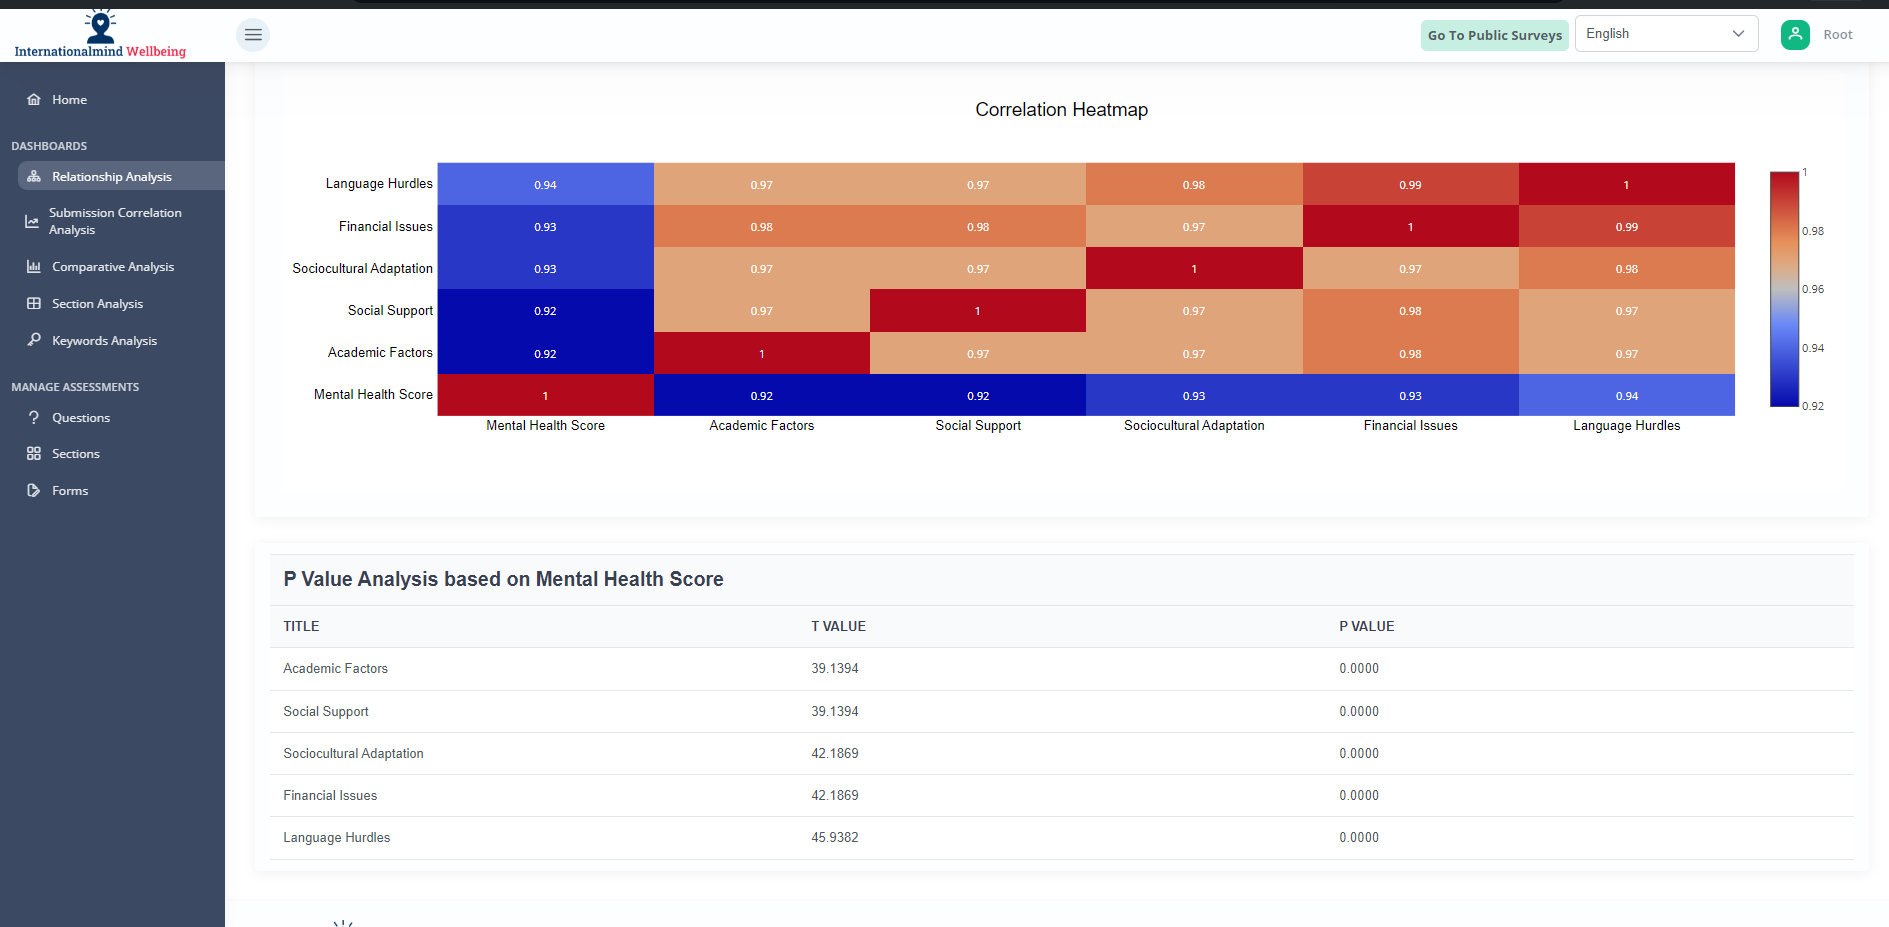 Internationalmind Wellbeing
Go To Public Surveys
English
Root
Home
DASHBOARDS
Relationship Analysis
Submission Correlation
Analysis
Comparative Analysis
Section Analysis
Keywords Analysis
MANAGE ASSESSMENTS
Questions
Sections
Forms
Correlation Heatmap
Language Hurdles 0.94 0.97 0.97 0.98 0.99 1
Financial Issues 0.93 0.98 0.98 0.97 1 0.99
Sociocultural Adaptation 0.93 0.97 0.97 1 0.97 0.98
Social Support 0.92 0.97 1 0.97 0.98 0.97
Academic Factors 0.92 1 0.97 0.97 0.98 0.97
Mental Health Score 1 0.92 0.92 0.93 0.93 0.94
Mental Health Score Academic Factors Social Support Sociocultural Adaptation Financial Issues Language Hurdles
1
0.98
0.96
0.94
0.92
P Value Analysis based on Mental Health Score
TITLE T VALUE P VALUE
Academic Factors 39.1394 0.0000
Social Support 39.1394 0.0000
Sociocultural Adaptation 42.1869 0.0000
Financial Issues 42.1869 0.0000
Language Hurdles 45.9382 0.0000